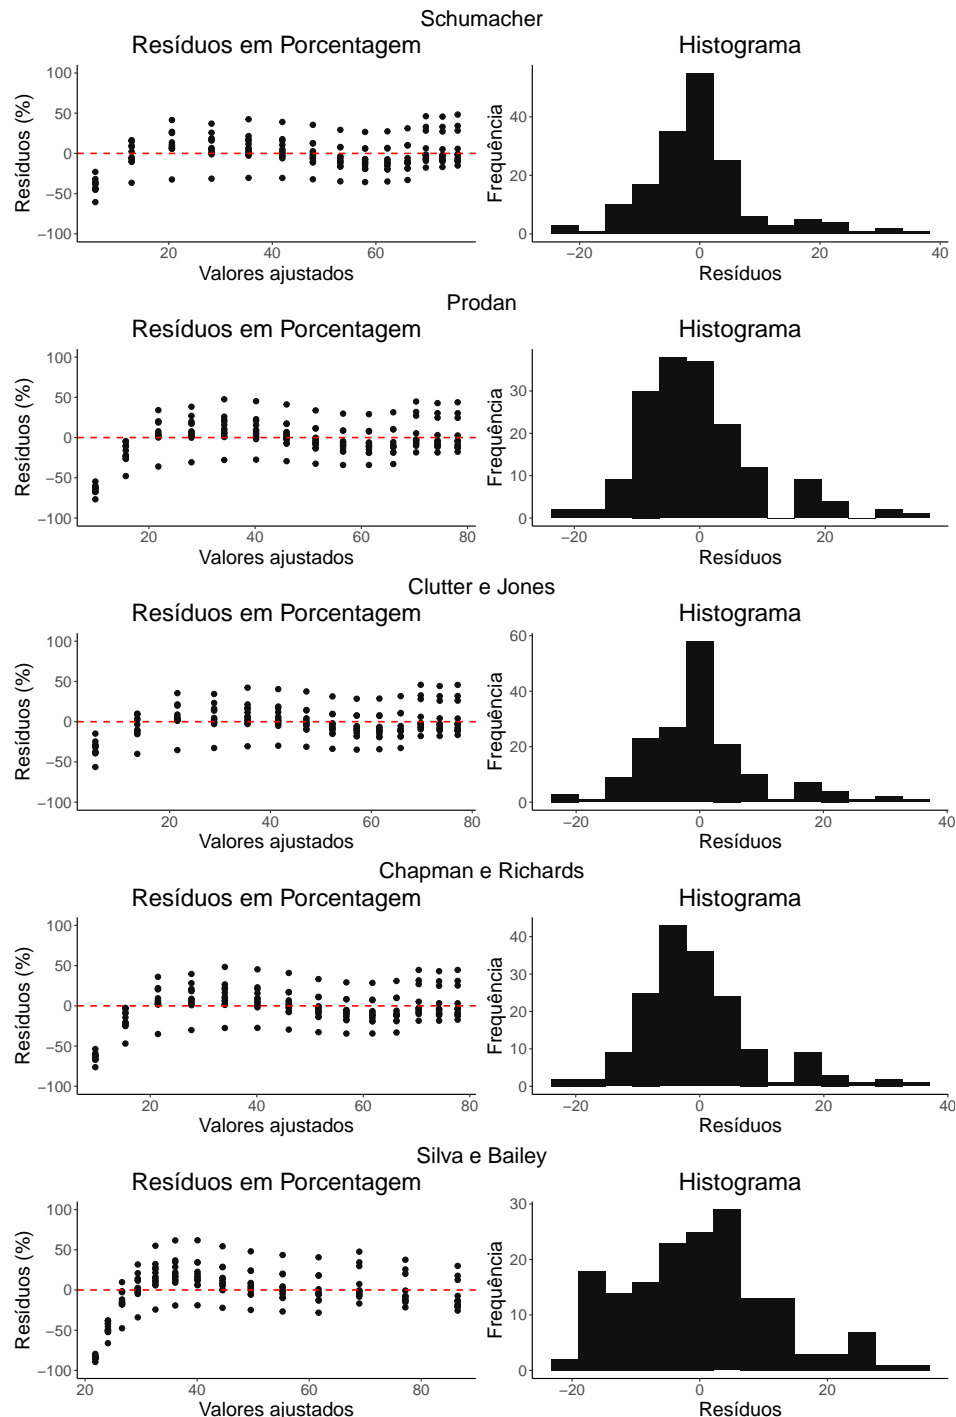 Schumacher
Resíduos em Porcentagem
Histograma
Resíduos (%)
100
50
0
−50
−100
20 40 60
Valores ajustados
Frequência
40
20
0
−20 0 20 40
Resíduos
Prodan
Resíduos em Porcentagem
Histograma
Resíduos (%)
100
50
0
−50
−100
20 40 60 80
Valores ajustados
Frequência
30
20
10
0
−20 0 20
Resíduos
Clutter e Jones
Resíduos em Porcentagem
Histograma
Resíduos (%)
100
50
0
−50
−100
20 40 60 80
Valores ajustados
Frequência
60
40
20
0
−20 0 20 40
Resíduos
Chapman e Richards
Resíduos em Porcentagem
Histograma
Resíduos (%)
100
50
0
−50
−100
20 40 60 80
Valores ajustados
Frequência
40
30
20
10
0
−20 0 20 40
Resíduos
Silva e Bailey
Resíduos em Porcentagem
Histograma
Resíduos (%)
100
50
0
−50
−100
20 40 60 80
Valores ajustados
Frequência
30
20
10
0
−20 0 20
Resíduos